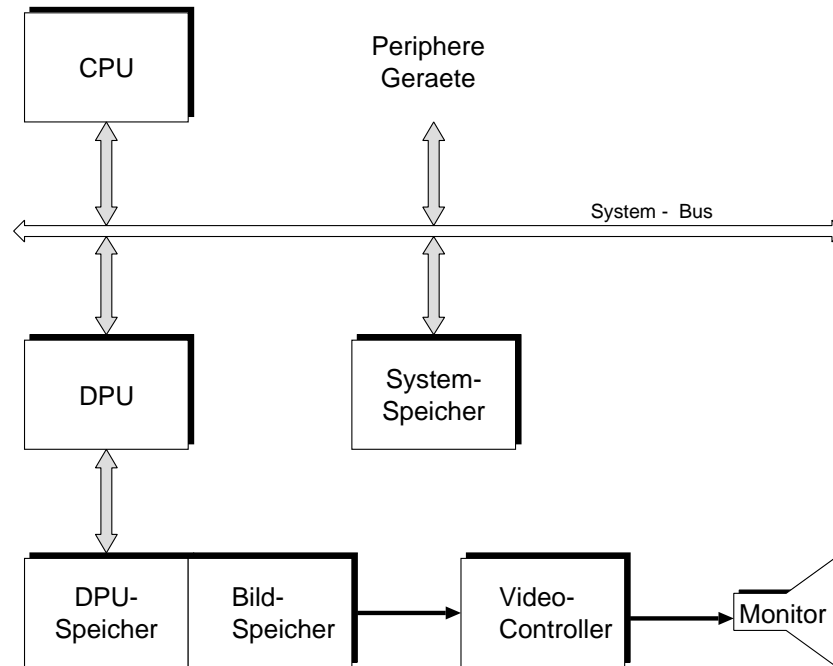 CPU
Periphere
Geraete
System - Bus
DPU
System-
Speicher
DPU-
Speicher
Bild-
Speicher
Video-
Controller
Monitor